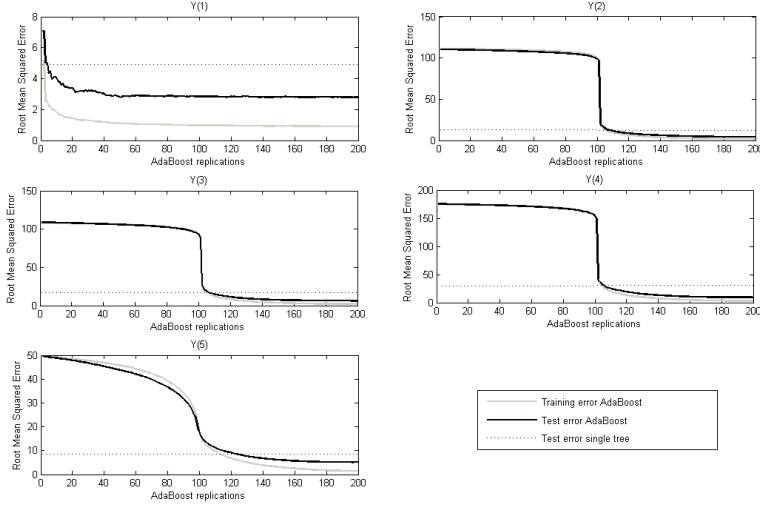 Y(1)
Root Mean Squared Error
8
6
4
2
0
0 20 40 60 80 100 120 140 160 180 200
AdaBoost replications
Y(2)
Root Mean Squared Error
150
100
50
0
0 20 40 60 80 100 120 140 160 180 200
AdaBoost replications
Y(3)
Root Mean Squared Error
150
100
50
0
0 20 40 60 80 100 120 140 160 180 200
AdaBoost replications
Y(4)
Root Mean Squared Error
200
150
100
50
0
0 20 40 60 80 100 120 140 160 180 200
AdaBoost replications
Y(5)
Root Mean Squared Error
50
40
30
20
10
0
0 20 40 60 80 100 120 140 160 180 200
AdaBoost replications
Training error AdaBoost
Test error AdaBoost
Test error single tree